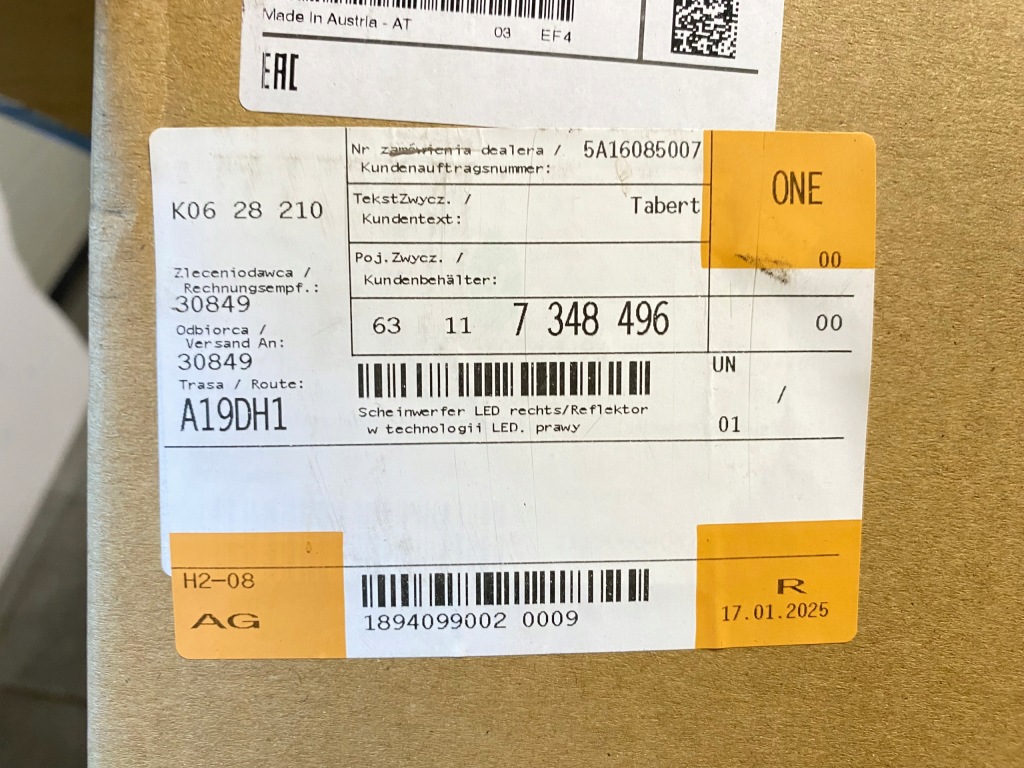 Made in Austria - AT
03 EF4
EAC
Nr zamówienia dealera / 5A16085007
Kundenauftragsnummer:
ONE
K06 28 210
TekstZwycz. / Tabert
Kundentext:
Poj.Zwycz. / 00
Kundenbehälter:
Zleceniodawca /
Rechnungsempf.:
30849
63 11 7 348 496 00
Odbiorca /
Versand An:
30849
UN
/
Trasa / Route:
A19DH1
Scheinwerfer LED rechts/Reflektor
w technologii LED. prawy 01
H2-08
AG
1894099002 0009
R
17.01.2025